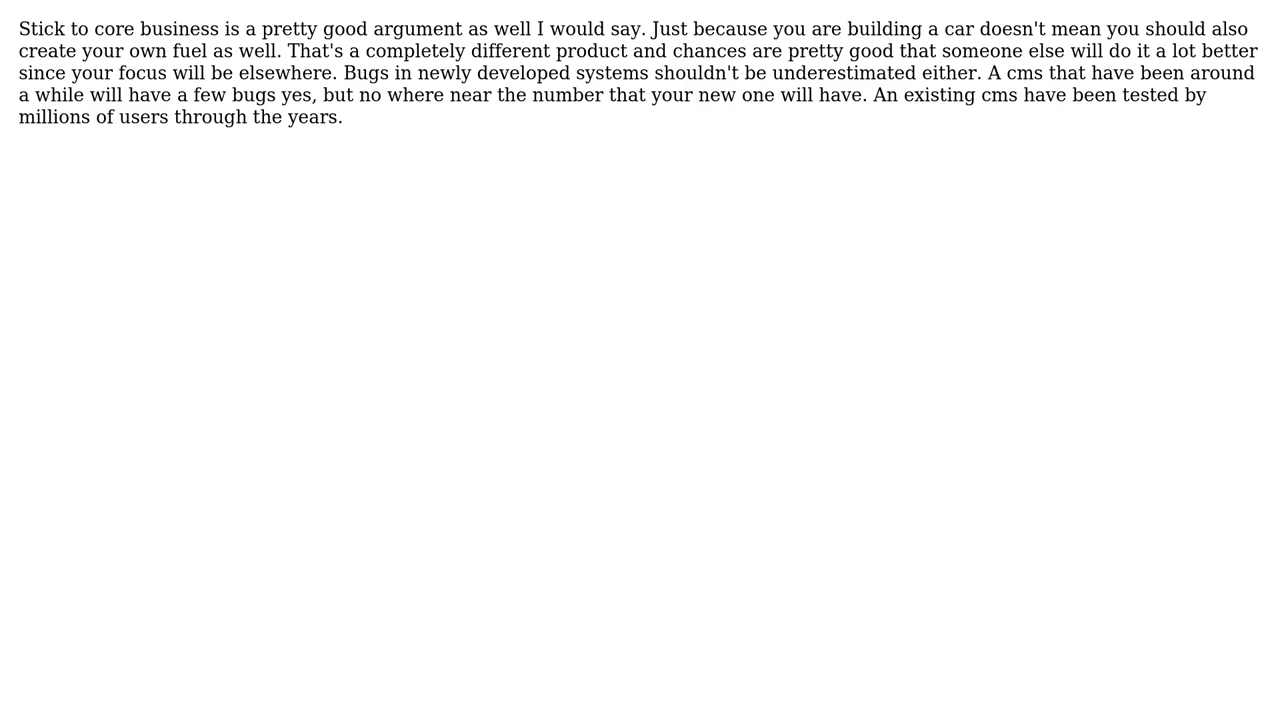 Stick to core business is a pretty good argument as well I would say. Just because you are building a car doesn't mean you should also
create your own fuel as well. That's a completely different product and chances are pretty good that someone else will do it a lot better
since your focus will be elsewhere. Bugs in newly developed systems shouldn't be underestimated either. A cms that have been around
a while will have a few bugs yes, but no where near the number that your new one will have. An existing cms have been tested by
millions of users through the years.